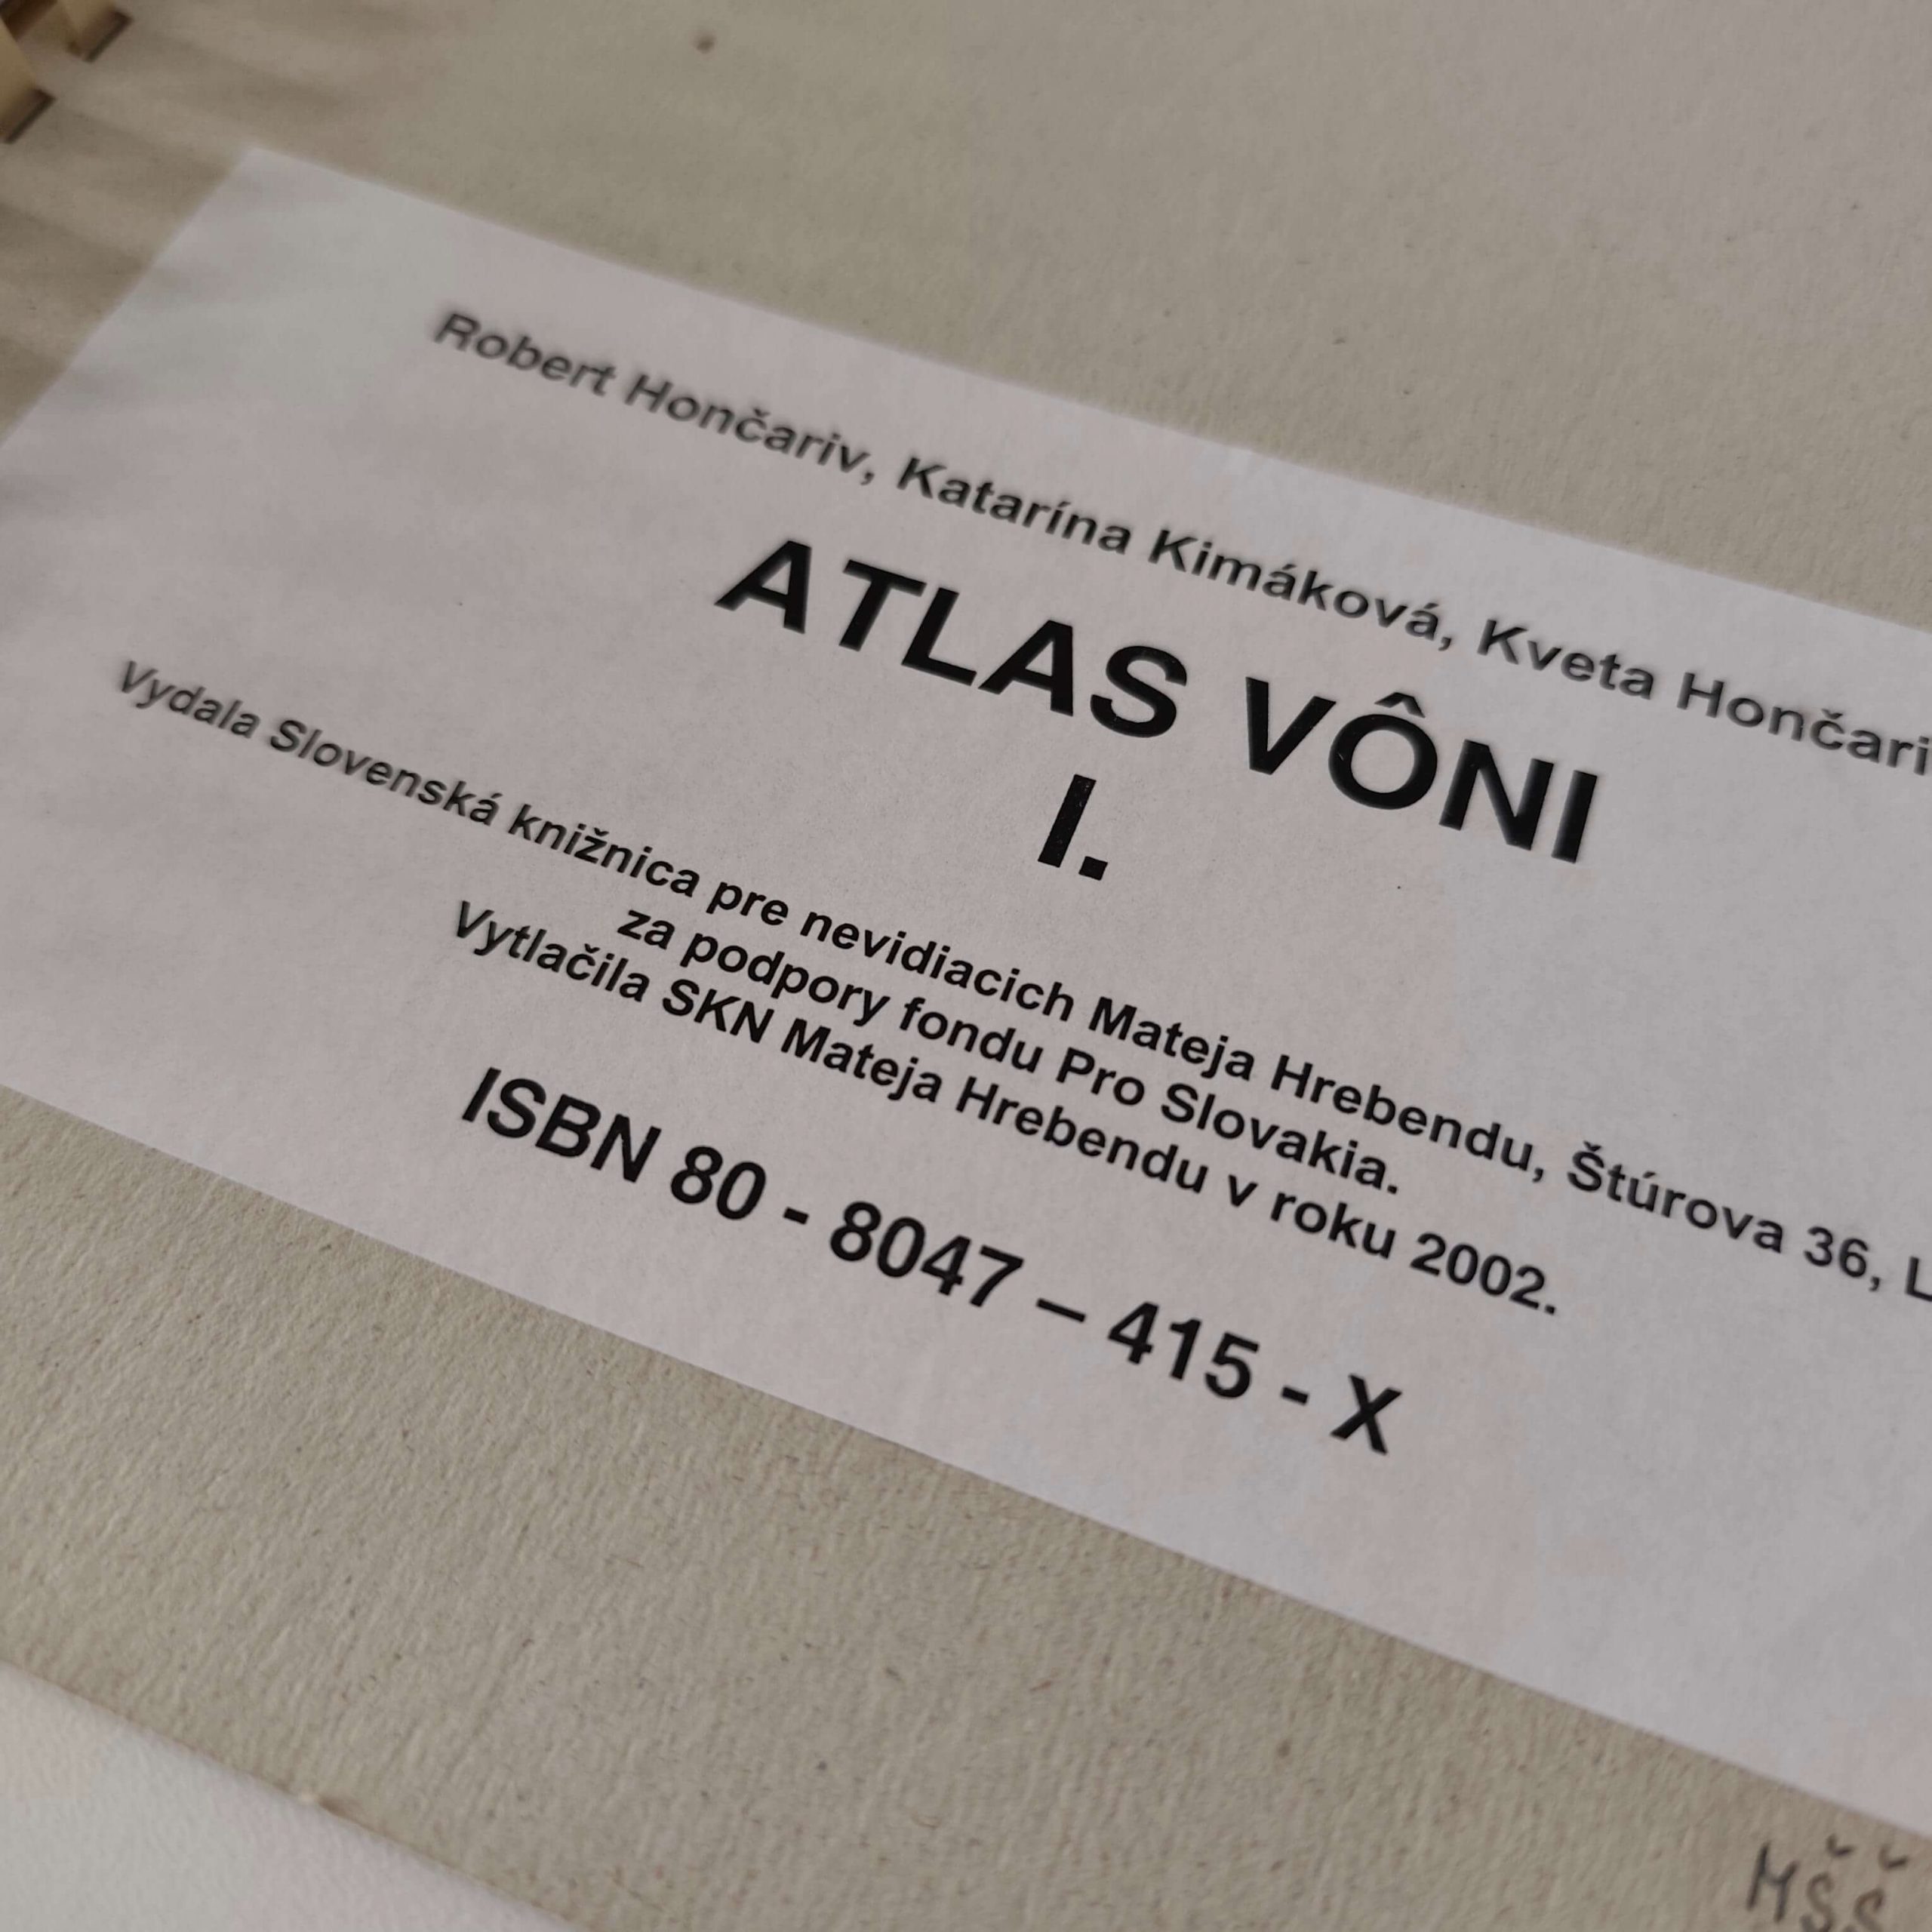 Robert Hončariv, Katarína Kimáková, Kveta Hončari
ATLAS VÔNI
I.
Vydala Slovenská knižnica pre nevidiacich Mateja Hrebendu, Štúrova 36, L
za podpory fondu Pro Slovakia.
Vytlačila SKN Mateja Hrebendu v roku 2002.
ISBN 80 - 8047 – 415 - X